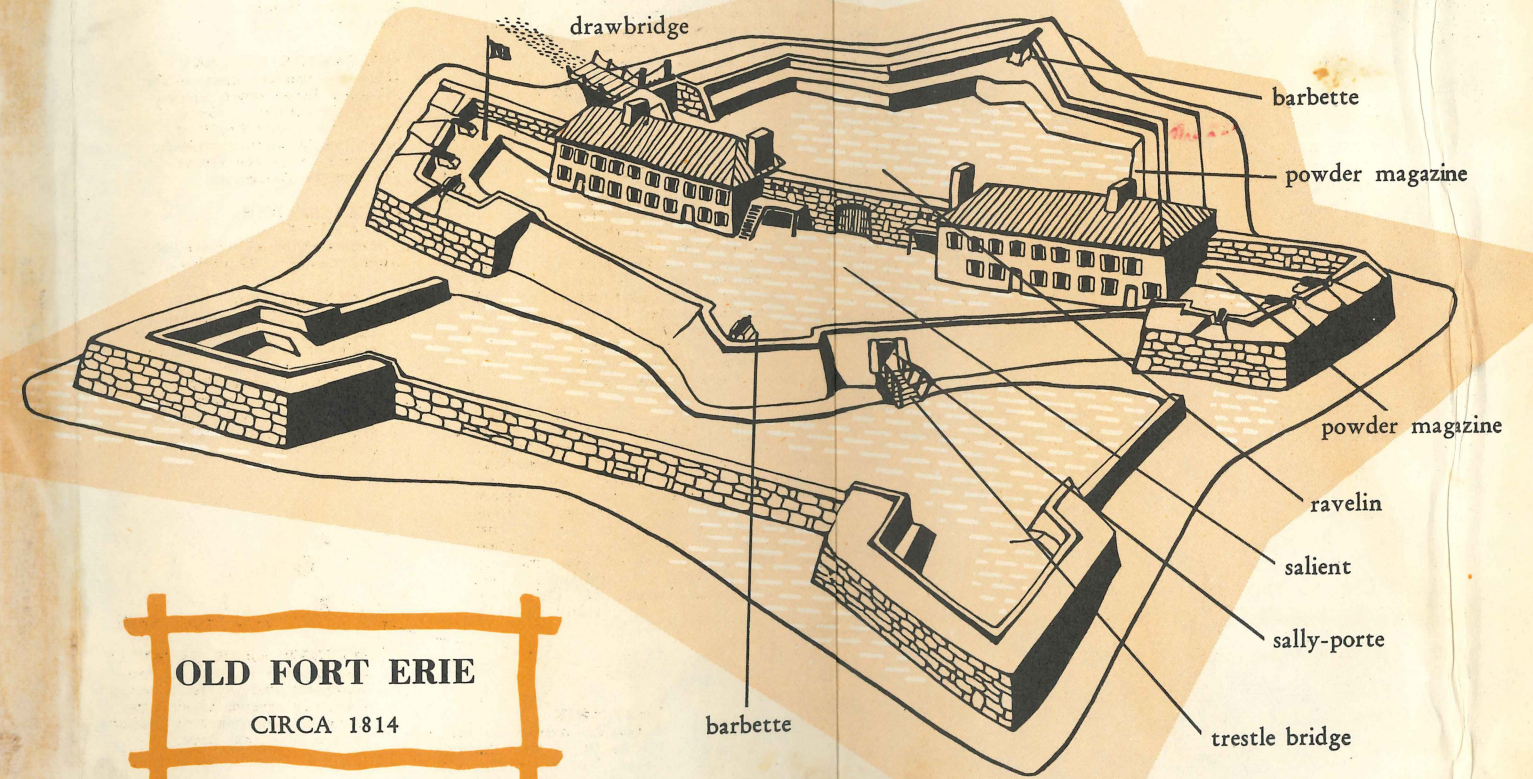 drawbridge
barbette
powder magazine
powder magazine
ravelin
salient
sally-porte
trestle bridge
barbette
OLD FORT ERIE
CIRCA 1814